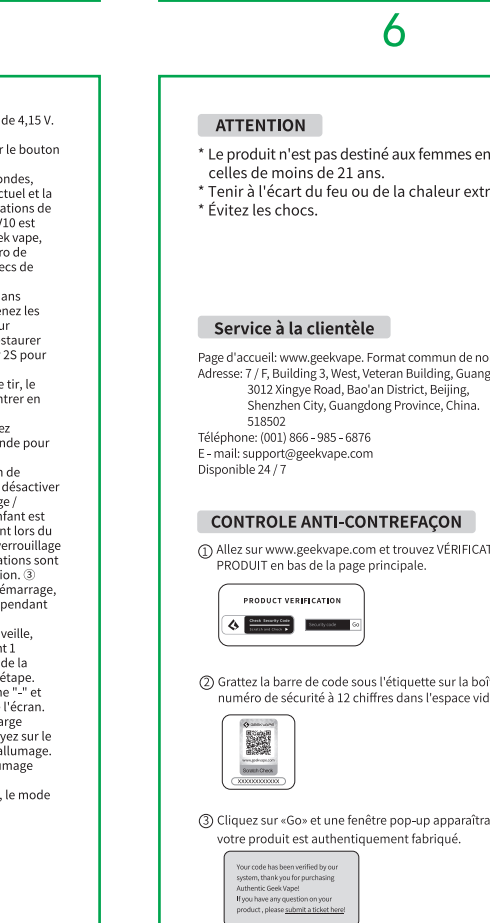 de 4,15 V.
r le bouton
ondes,
ctuel et la
ations de
V10 est
ek vape,
ro de
ecs de
ans
nez les
ur
staurer
2S pour
e tir, le
ntrer en
ez
nde pour
n de
désactiver
ge /
nfant est
nt lors du
verrouillage
ations sont
ion. ③
émarrage,
pendant
veille,
nt 1
de la
étape.
ne "-" et
l'écran.
arge
yez sur le
allumage.
umage
, le mode
6
ATTENTION
* Le produit n'est pas destiné aux femmes en
celles de moins de 21 ans.
* Tenir à l'écart du feu ou de la chaleur extr
* Évitez les chocs.
Service à la clientèle
Page d'accueil: www.geekvape. Format commun de no
Adresse: 7 / F, Building 3, West, Veteran Building, Guang
3012 Xingye Road, Bao'an District, Beijing,
Shenzhen City, Guangdong Province, China.
518502
Téléphone: (001) 866 - 985 - 6876
E - mail: support@geekvape.com
Disponible 24 / 7
CONTROLE ANTI-CONTREFAÇON
① Allez sur www.geekvape.com et trouvez VÉRIFICAT
PRODUIT en bas de la page principale.
PRODUCT VERIFICATION
Check Security Code
Scratch and Check
Security code Go
② Grattez la barre de code sous l'étiquette sur la boî
numéro de sécurité à 12 chiffres dans l'espace vid
GEEKVAPE
www.geekvape.com
Scratch Check
XXXXXXXXXXXX
③ Cliquez sur «Go» et une fenêtre pop-up apparaîtra
votre produit est authentiquement fabriqué.
Your code has been verified by our
system, thank you for purchasing
Authentic Geek Vape!
If you have any question on your
product , please submit a ticket here!